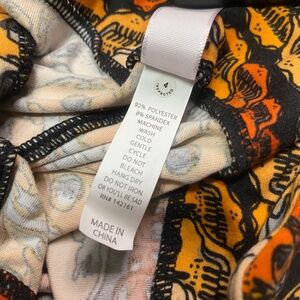 4
92% POLYESTER
8% SPANDEX
MACHINE
WASH
COLD
GENTLE
CYCLE
DO NOT
BLEACH
HANG DRY
DO NOT IRON
OR YOU'LL BE SAD
RN# 142161
MADE IN
CHINA